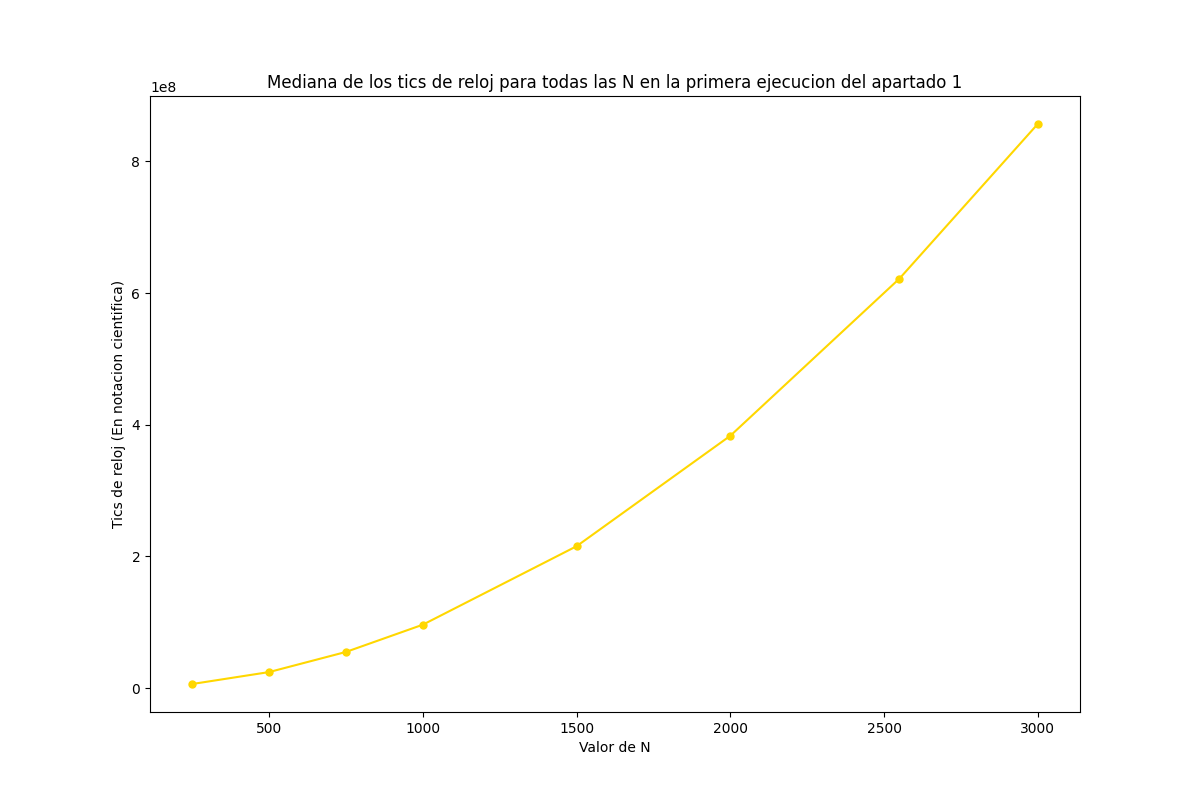 Mediana de los tics de reloj para todas las N en la primera ejecucion del apartado 1
1e8
8
6
4
2
0
Tics de reloj (En notacion cientifica)
500 1000 1500 2000 2500 3000
Valor de N